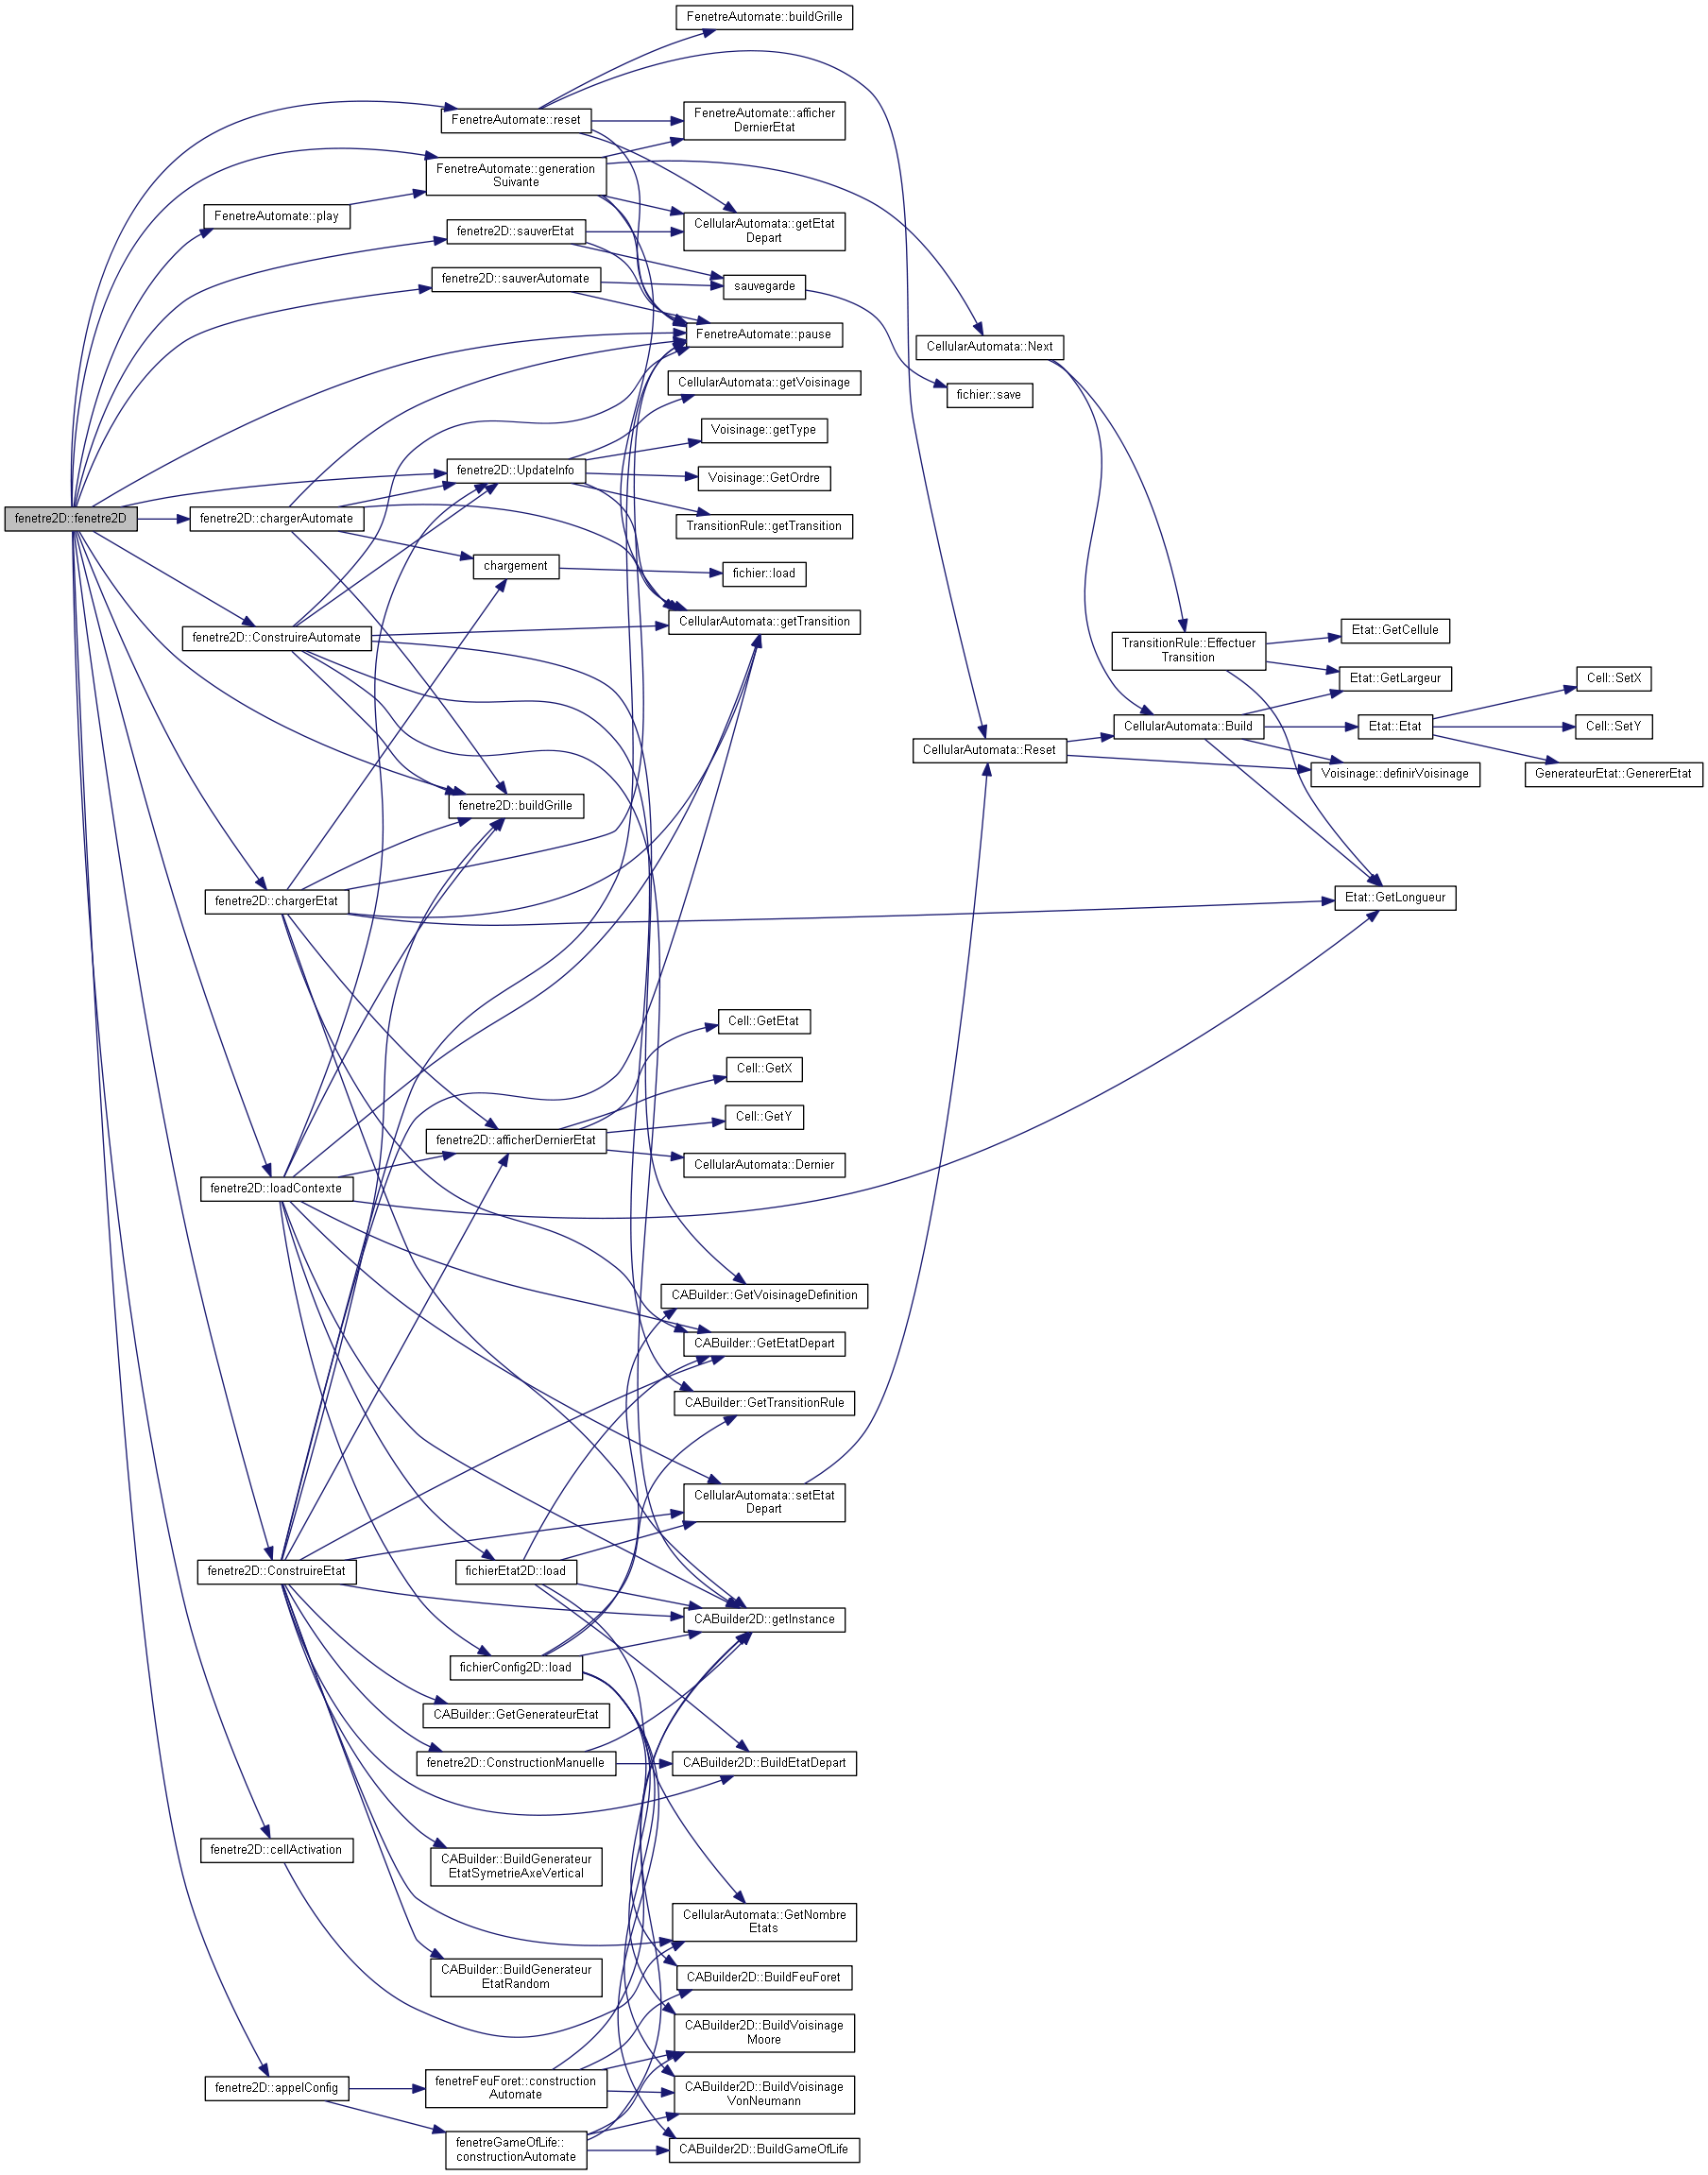 fenetre2D::fenetre2D
FenetreAutomate::reset
FenetreAutomate::generation
Suivante
FenetreAutomate::play
fenetre2D::sauverEtat
fenetre2D::sauverAutomate
fenetre2D::UpdateInfo
fenetre2D::chargerAutomate
chargement
fenetre2D::ConstruireAutomate
fenetre2D::buildGrille
fenetre2D::chargerEtat
fenetre2D::afficherDernierEtat
fenetre2D::loadContexte
fichierEtat2D::load
fenetre2D::ConstruireEtat
fichierConfig2D::load
CABuilder::GetGenerateurEtat
fenetre2D::ConstructionManuelle
fenetre2D::cellActivation
CABuilder::BuildGenerateur
EtatSymetrieAxeVertical
CABuilder::BuildGenerateur
EtatRandom
fenetre2D::appelConfig
fenetreFeuForet::construction
Automate
fenetreGameOfLife::
constructionAutomate
FenetreAutomate::buildGrille
FenetreAutomate::afficher
DernierEtat
CellularAutomata::getEtat
Depart
sauvegarde
FenetreAutomate::pause
CellularAutomata::getVoisinage
Voisinage::getType
Voisinage::GetOrdre
TransitionRule::getTransition
fichier::load
CellularAutomata::getTransition
Cell::GetEtat
Cell::GetX
Cell::GetY
CellularAutomata::Dernier
CABuilder::GetVoisinageDefinition
CABuilder::GetEtatDepart
CABuilder::GetTransitionRule
CellularAutomata::setEtat
Depart
CABuilder2D::getInstance
CABuilder2D::BuildEtatDepart
CellularAutomata::GetNombre
Etats
CABuilder2D::BuildFeuForet
CABuilder2D::BuildVoisinage
Moore
CABuilder2D::BuildVoisinage
VonNeumann
CABuilder2D::BuildGameOfLife
CellularAutomata::Next
fichier::save
CellularAutomata::Reset
TransitionRule::Effectuer
Transition
CellularAutomata::Build
Etat::GetCellule
Etat::GetLargeur
Etat::Etat
Voisinage::definirVoisinage
Etat::GetLongueur
Cell::SetX
Cell::SetY
GenerateurEtat::GenererEtat